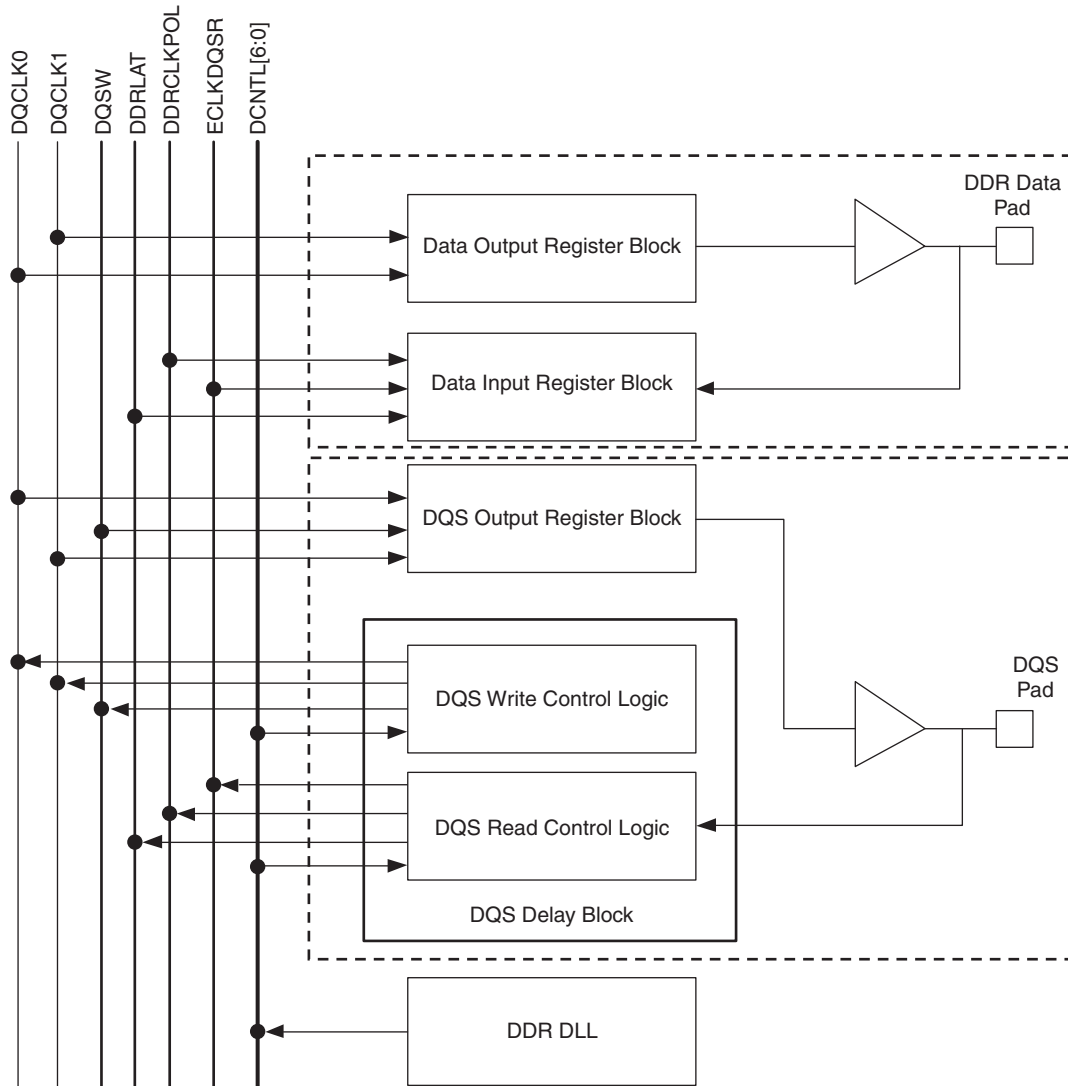 DQCLK0
DQCLK1
DQSW
DDRLAT
DDRCLKPOL
ECLKDQSR
DCNTL[6:0]
DDR Data
Pad
Data Output Register Block
Data Input Register Block
DQS Output Register Block
DQS Write Control Logic
DQS
Pad
DQS Read Control Logic
DQS Delay Block
DDR DLL